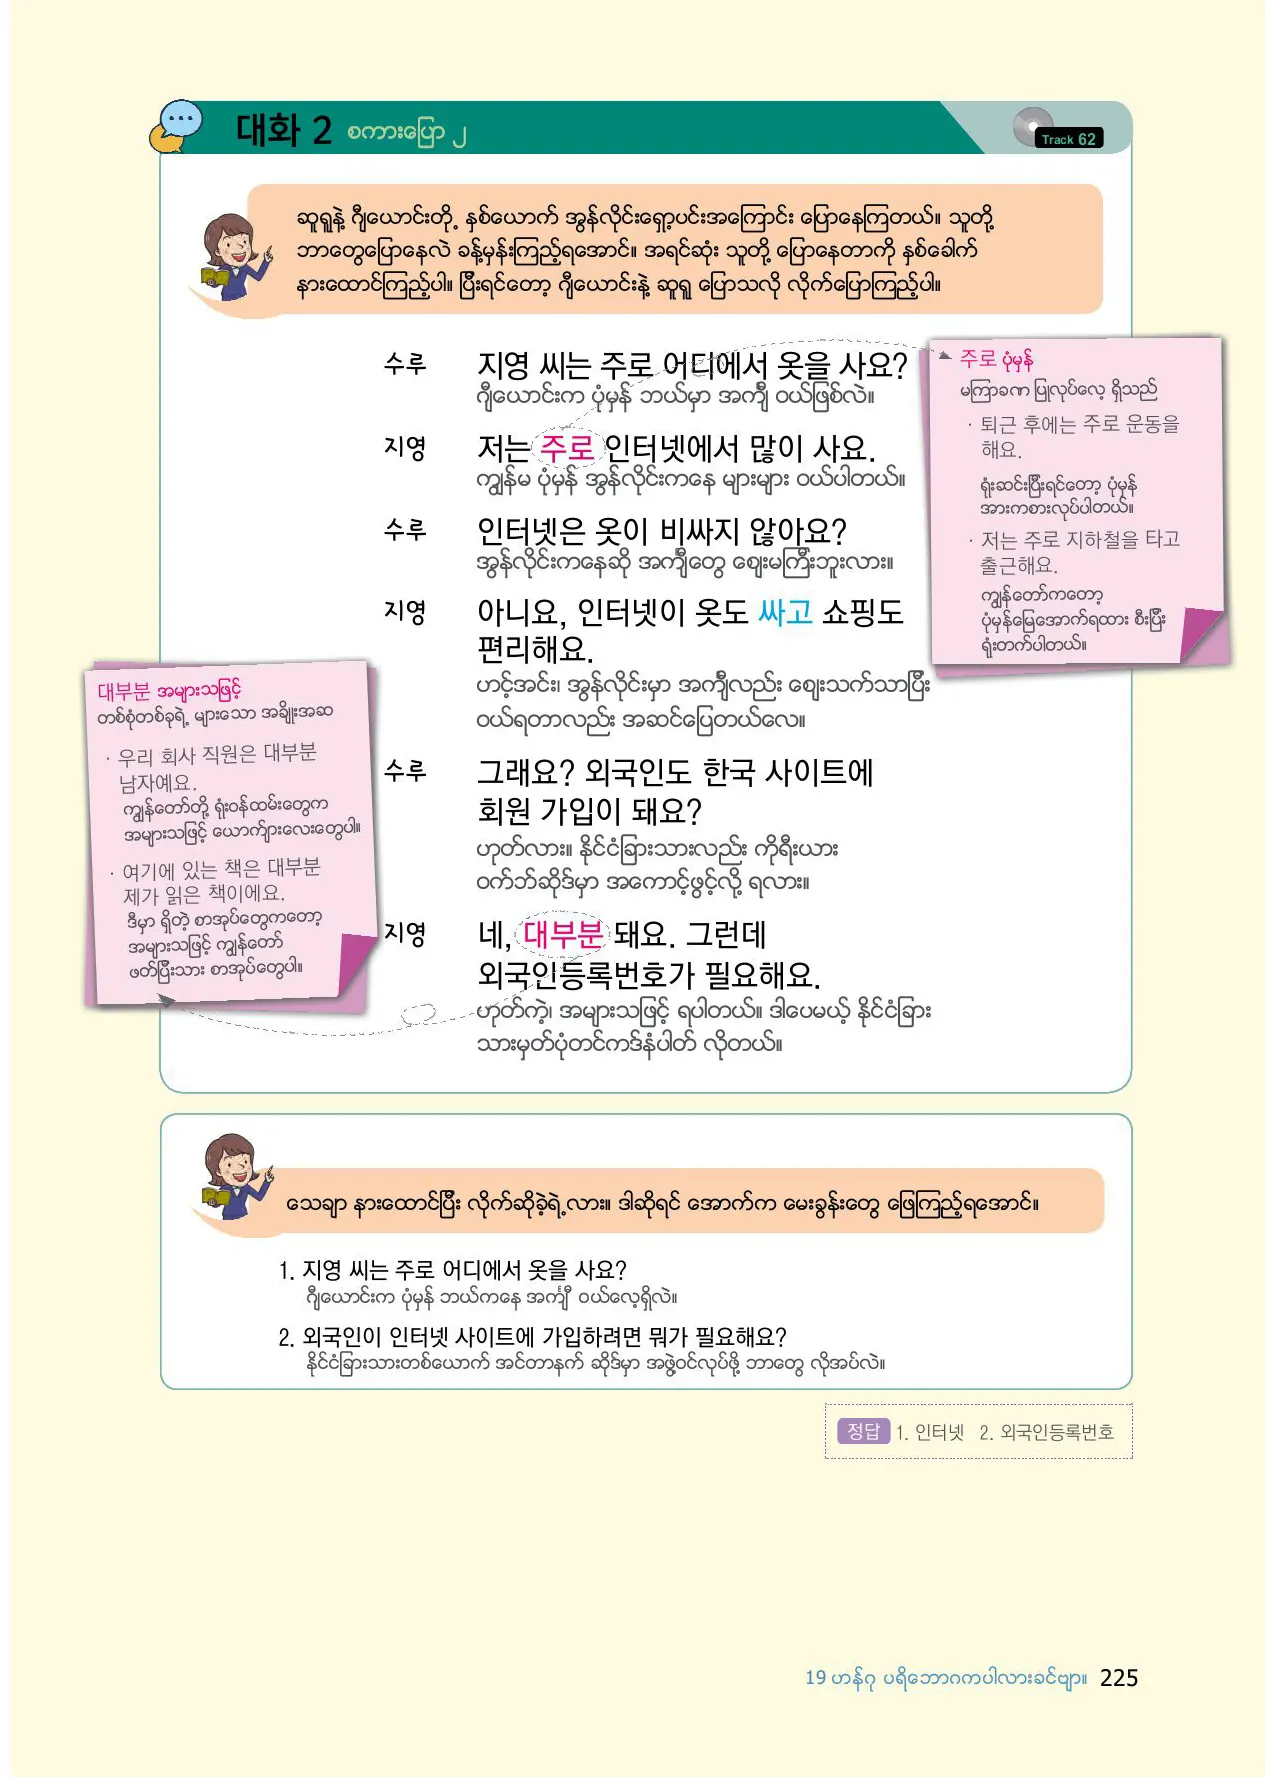 대화 2 စကားပြော ၂
Track 62
ဆူရူနဲ့ ဂျီယောင်းတို့ နှစ်ယောက် အွန်လိုင်းရှော့ပင်းအကြောင်း ပြောနေကြတယ်။ သူတို့
ဘာတွေပြောနေလဲ ခန့်မှန်းကြည့်ရအောင်။ အရင်ဆုံး သူတို့ ပြောနေတာကို နှစ်ခေါက်
နားထောင်ကြည့်ပါ။ ပြီးရင်တော့ ဂျီယောင်းနဲ့ ဆူရူ ပြောသလို လိုက်ပြောကြည့်ပါ။
수루 지영 씨는 주로 어디에서 옷을 사요?
ဂျီယောင်းက ပုံမှန် ဘယ်မှာ အင်္ကျီ ဝယ်ဖြစ်လဲ။
지영 저는 주로 인터넷에서 많이 사요.
ကျွန်မ ပုံမှန် အွန်လိုင်းကနေ များများ ဝယ်ပါတယ်။
수루 인터넷은 옷이 비싸지 않아요?
အွန်လိုင်းကနေဆို အင်္ကျီတွေ ဈေးမကြီးဘူးလား။
지영 아니요, 인터넷이 옷도 싸고 쇼핑도
편리해요.
ဟင့်အင်း၊ အွန်လိုင်းမှာ အင်္ကျီလည်း ဈေးသက်သာပြီး
ဝယ်ရတာလည်း အဆင်ပြေတယ်လေ။
수루 그래요? 외국인도 한국 사이트에
회원 가입이 돼요?
ဟုတ်လား။ နိုင်ငံခြားသားလည်း ကိုရီးယား
ဝက်ဘ်ဆိုဒ်မှာ အကောင့်ဖွင့်လို့ ရလား။
지영 네, 대부분 돼요. 그런데
외국인등록번호가 필요해요.
ဟုတ်ကဲ့၊ အများသဖြင့် ရပါတယ်။ ဒါပေမယ့် နိုင်ငံခြား
သားမှတ်ပုံတင်ကဒ်နံပါတ် လိုတယ်။
주로 ပုံမှန်
မကြာခဏ ပြုလုပ်လေ့ ရှိသည်
· 퇴근 후에는 주로 운동을
해요.
ရုံးဆင်းပြီးရင်တော့ ပုံမှန်
အားကစားလုပ်ပါတယ်။
· 저는 주로 지하철을 타고
출근해요.
ကျွန်တော်ကတော့
ပုံမှန်မြေအောက်ရထား စီးပြီး
ရုံးတက်ပါတယ်။
대부분 အများသဖြင့်
တစ်စုံတစ်ခုရဲ့ များသော အချိုးအဆ
· 우리 회사 직원은 대부분
남자예요.
ကျွန်တော်တို့ ရုံးဝန်ထမ်းတွေက
အများသဖြင့် ယောက်ျားလေးတွေပါ။
· 여기에 있는 책은 대부분
제가 읽은 책이에요.
ဒီမှာ ရှိတဲ့ စာအုပ်တွေကတော့
အများသဖြင့် ကျွန်တော်
ဖတ်ပြီးသား စာအုပ်တွေပါ။
သေချာ နားထောင်ပြီး လိုက်ဆိုခဲ့ရဲ့လား။ ဒါဆိုရင် အောက်က မေးခွန်းတွေ ဖြေကြည့်ရအောင်။
1. 지영 씨는 주로 어디에서 옷을 사요?
ဂျီယောင်းက ပုံမှန် ဘယ်ကနေ အင်္ကျီ ဝယ်လေ့ရှိလဲ။
2. 외국인이 인터넷 사이트에 가입하려면 뭐가 필요해요?
နိုင်ငံခြားသားတစ်ယောက် အင်တာနက် ဆိုဒ်မှာ အဖွဲ့ဝင်လုပ်ဖို့ ဘာတွေ လိုအပ်လဲ။
정답 1. 인터넷 2. 외국인등록번호
19 ဟန်ဂု ပရိဘောဂကပါလားခင်ဗျာ။ 225